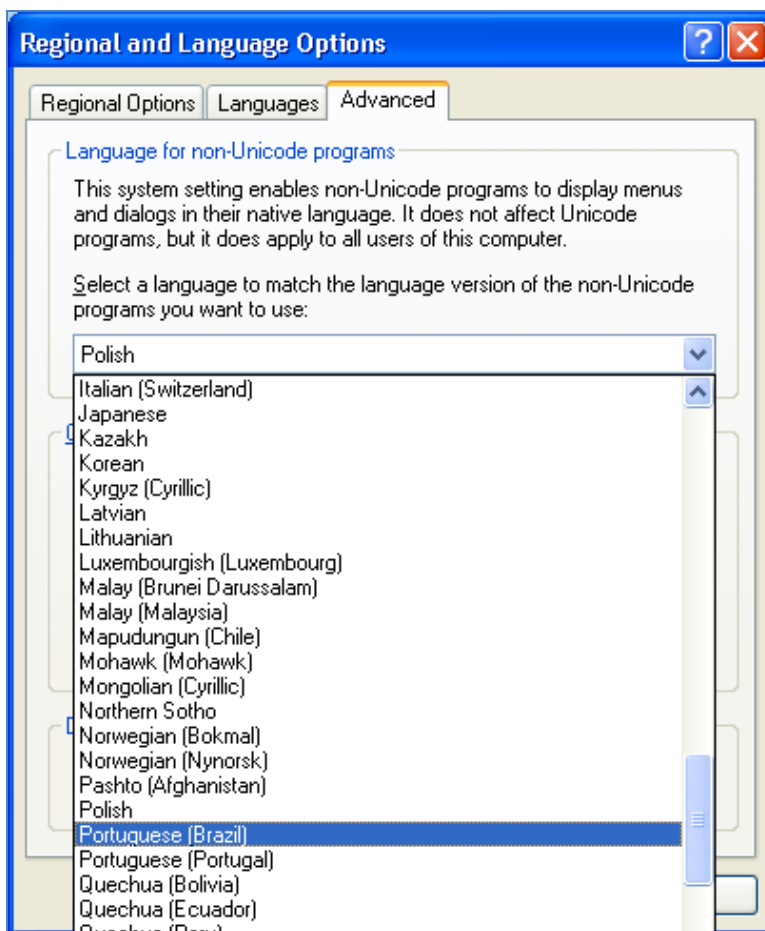 Regional and Language Options
Regional Options Languages Advanced
Language for non-Unicode programs
This system setting enables non-Unicode programs to display menus
and dialogs in their native language. It does not affect Unicode
programs, but it does apply to all users of this computer.
Select a language to match the language version of the non-Unicode
programs you want to use:
Polish
Italian (Switzerland)
Japanese
Kazakh
Korean
Kyrgyz (Cyrillic)
Latvian
Lithuanian
Luxembourgish (Luxembourg)
Malay (Brunei Darussalam)
Malay (Malaysia)
Mapudungun (Chile)
Mohawk (Mohawk)
Mongolian (Cyrillic)
Northern Sotho
Norwegian (Bokmal)
Norwegian (Nynorsk)
Pashto (Afghanistan)
Polish
Portuguese (Brazil)
Portuguese (Portugal)
Quechua (Bolivia)
Quechua (Ecuador)